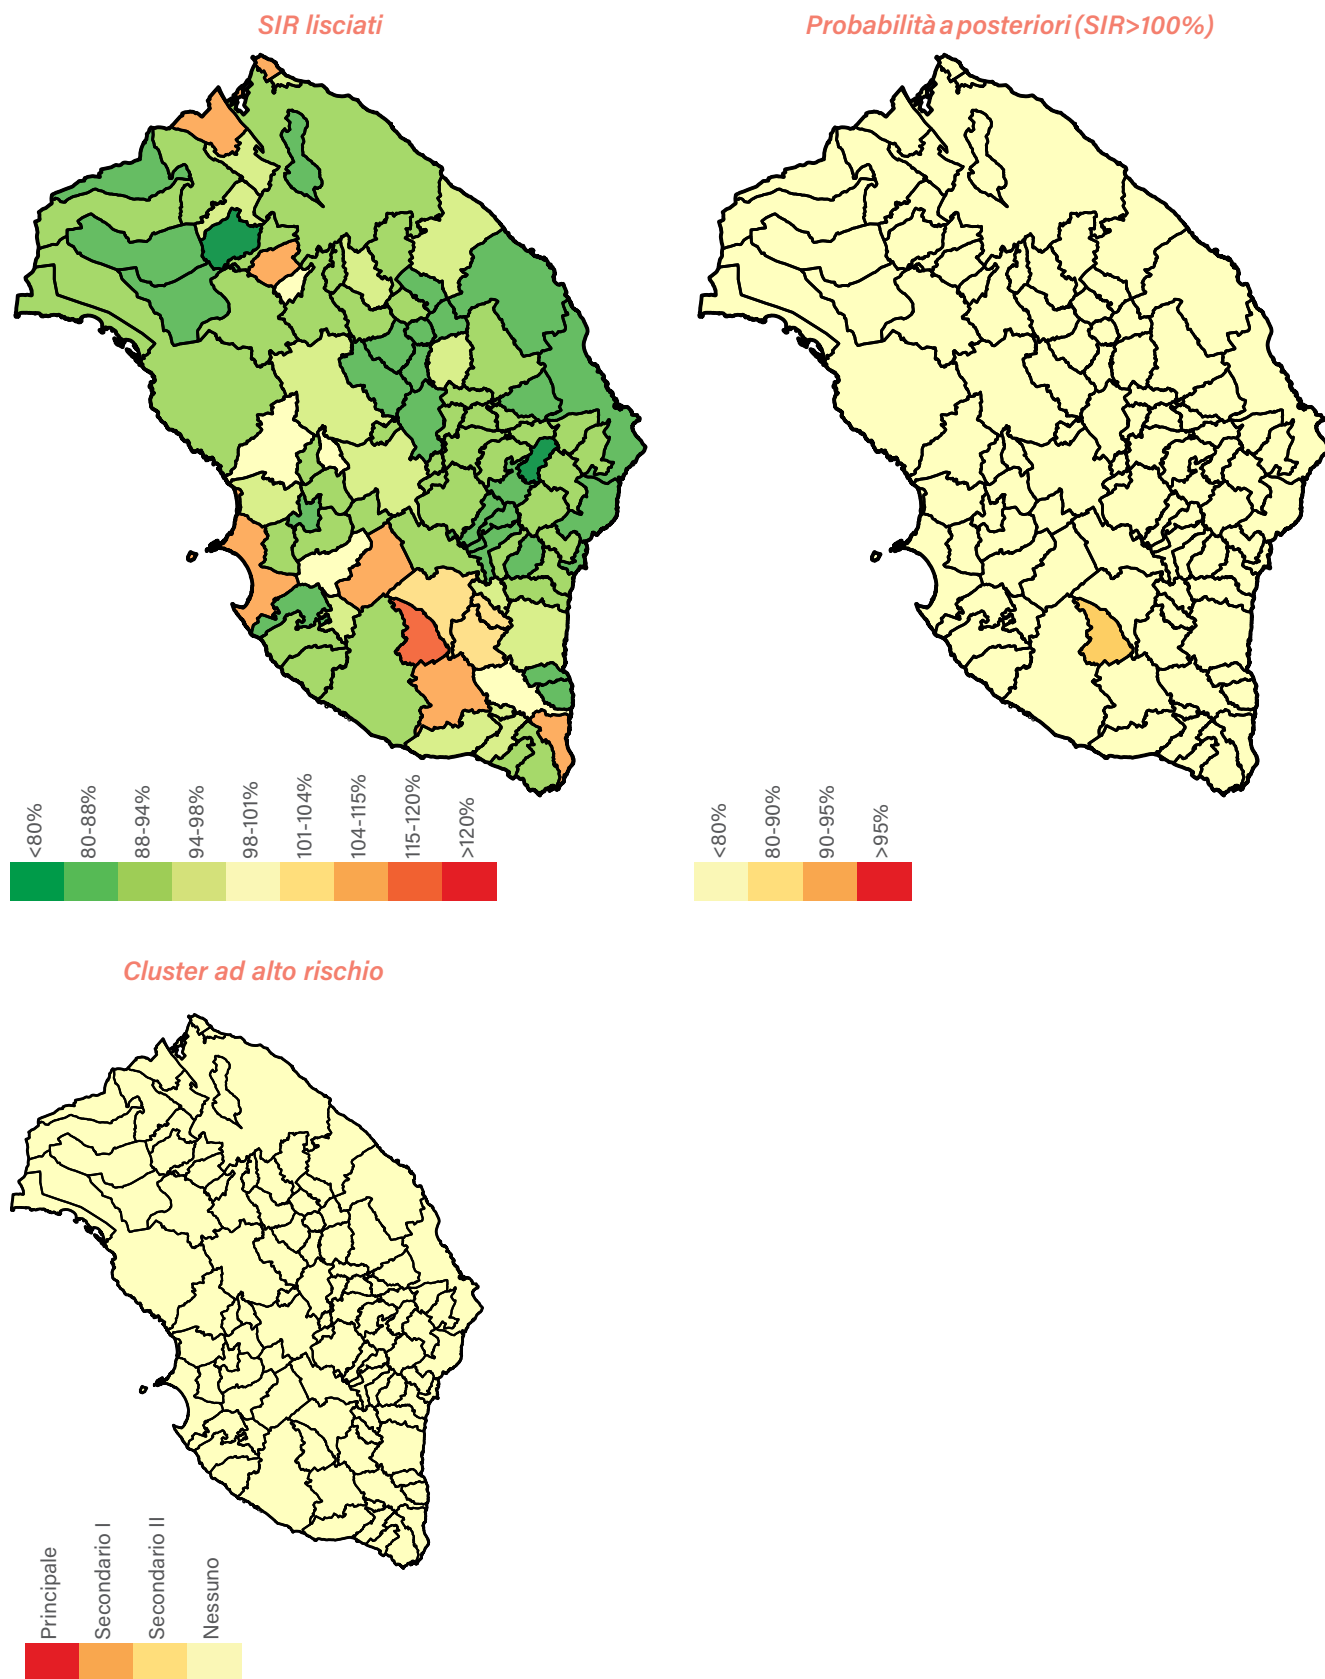 SIR lisciati
Probabilità a posteriori (SIR>100%)
<80%
80-88%
88-94%
94-98%
98-101%
101-104%
104-115%
115-120%
>120%
<80%
80-90%
90-95%
>95%
Cluster ad alto rischio
Principale
Secondario I
Secondario II
Nessuno